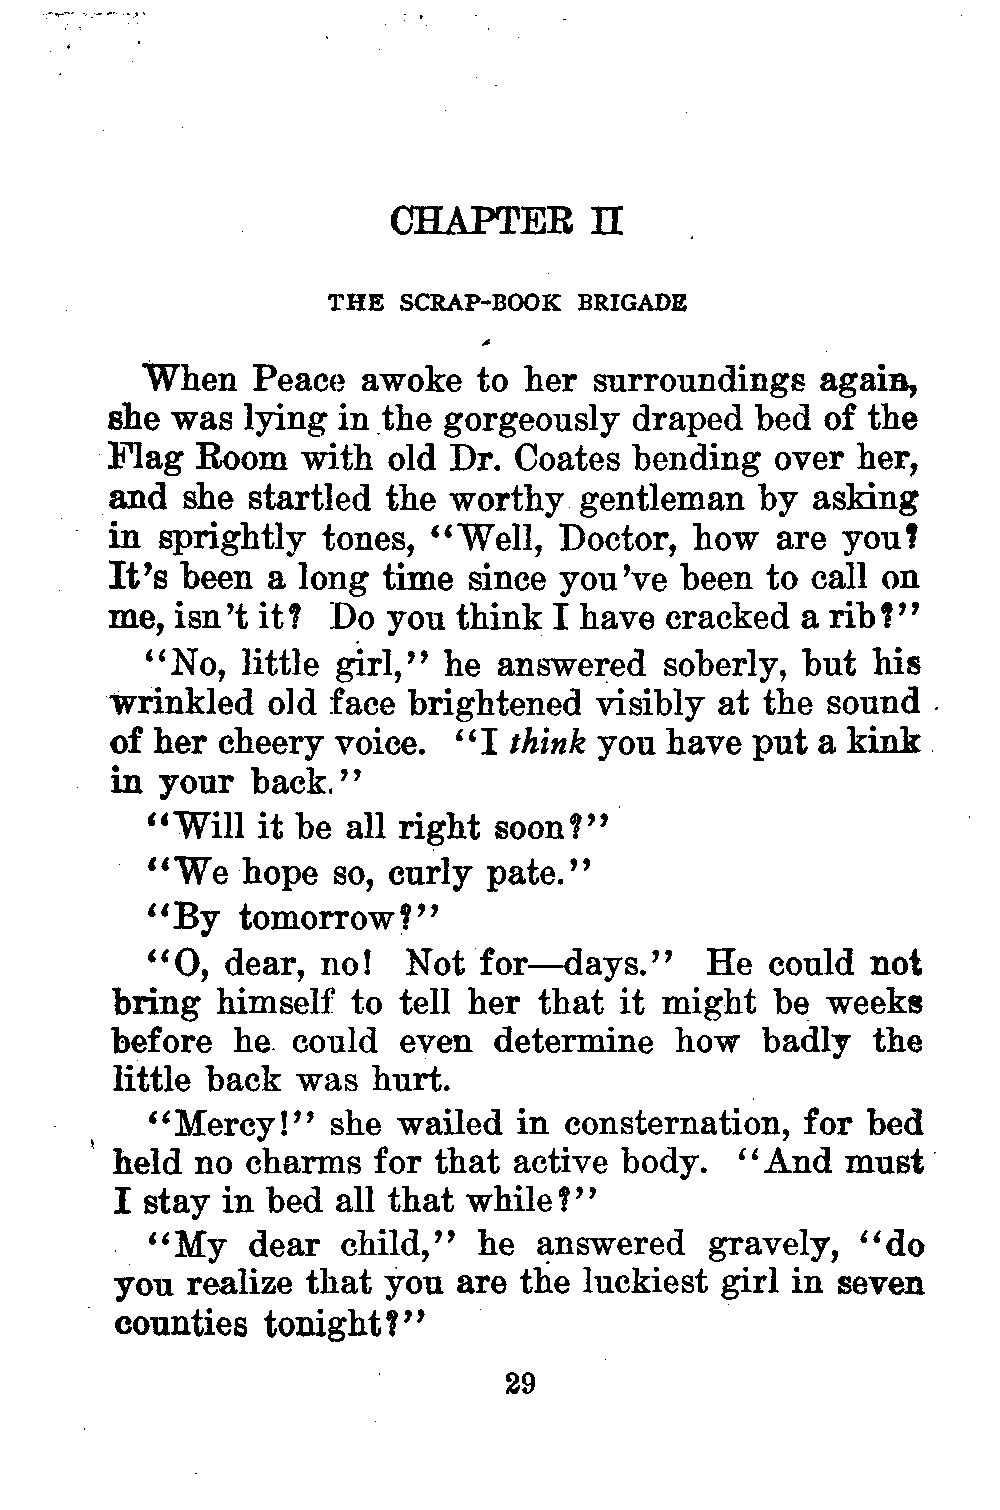 CHAPTER II
THE SCRAP-BOOK BRIGADE
When Peace awoke to her surroundings again,
she was lying in the gorgeously draped bed of the
Flag Room with old Dr. Coates bending over her,
and she startled the worthy gentleman by asking
in sprightly tones, “Well, Doctor, how are you?
It’s been a long time since you’ve been to call on
me, isn’t it? Do you think I have cracked a rib?”
“No, little girl,” he answered soberly, but his
wrinkled old face brightened visibly at the sound
of her cheery voice. “I think you have put a kink
in your back.”
“Will it be all right soon?”
“We hope so, curly pate.”
“By tomorrow?”
“O, dear, no! Not for—days.” He could not
bring himself to tell her that it might be weeks
before he could even determine how badly the
little back was hurt.
“Mercy!” she wailed in consternation, for bed
held no charms for that active body. “And must
I stay in bed all that while?”
“My dear child,” he answered gravely, “do
you realize that you are the luckiest girl in seven
counties tonight?”
29